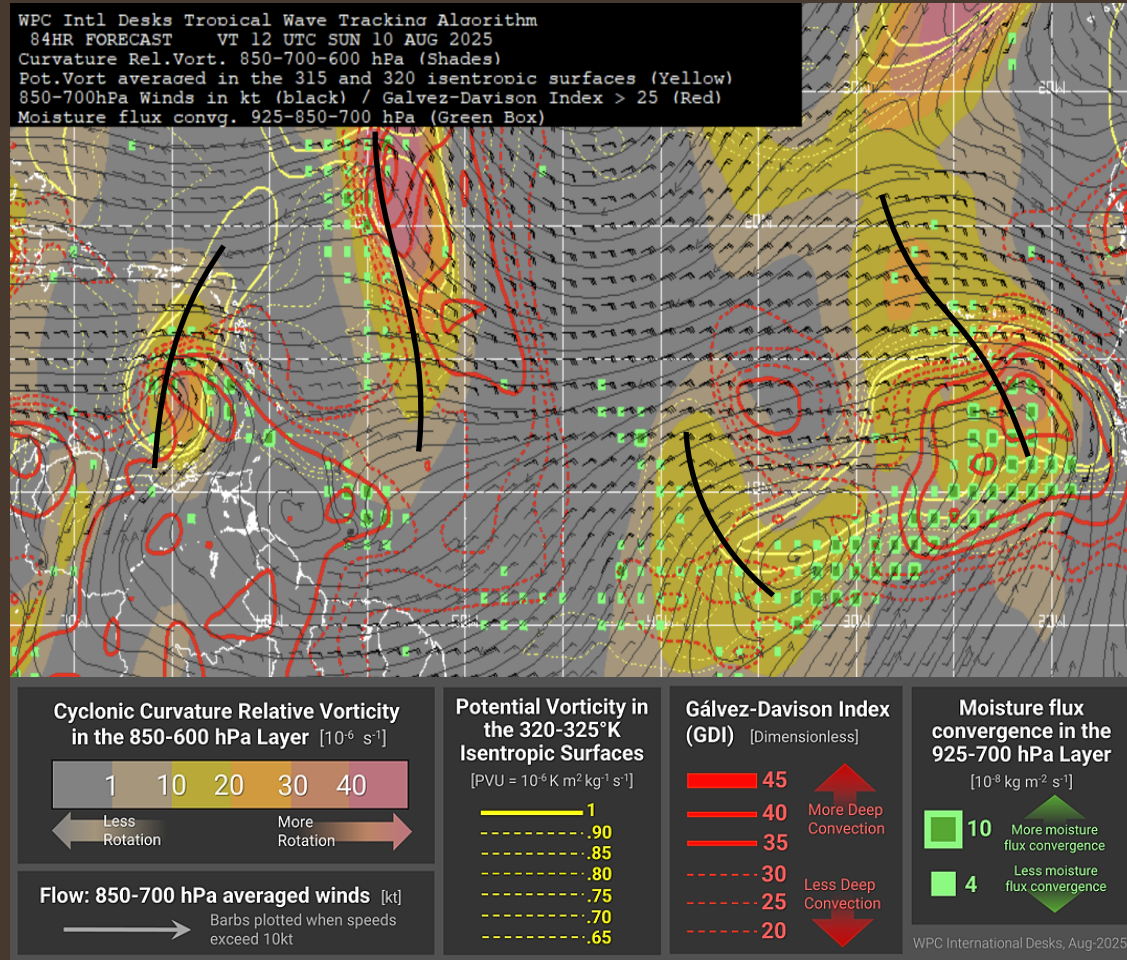 WPC Intl Desks Tropical Wave Tracking Algorithm
84HR FORECAST VT 12 UTC SUN 10 AUG 2025
Curvature Rel.Vort. 850-700-600 hPa (Shades)
Pot.Vort averaged in the 315 and 320 isentropic surfaces (Yellow)
850-700hPa Winds in kt (black) / Galvez-Davison Index > 25 (Red)
Moisture flux convg. 925-850-700 hPa (Green Box)
30W
20W
20N
30W
20W
Cyclonic Curvature Relative Vorticity
in the 850-600 hPa Layer [10⁻⁶ s⁻¹]
1 10 20 30 40
Less
Rotation
More
Rotation
Flow: 850-700 hPa averaged winds [kt]
Barbs plotted when speeds
exceed 10kt
Potential Vorticity in
the 320-325°K
Isentropic Surfaces
[PVU = 10⁻⁶ K m² kg⁻¹ s⁻¹]
1
.90
.85
.80
.75
.70
.65
Gálvez-Davison Index
(GDI) [Dimensionless]
45
40
35
30
25
20
More Deep
Convection
Less Deep
Convection
Moisture flux
convergence in the
925-700 hPa Layer
[10⁻⁸ kg m⁻² s⁻¹]
10
More moisture
flux convergence
4
Less moisture
flux convergence
WPC International Desks, Aug-2025